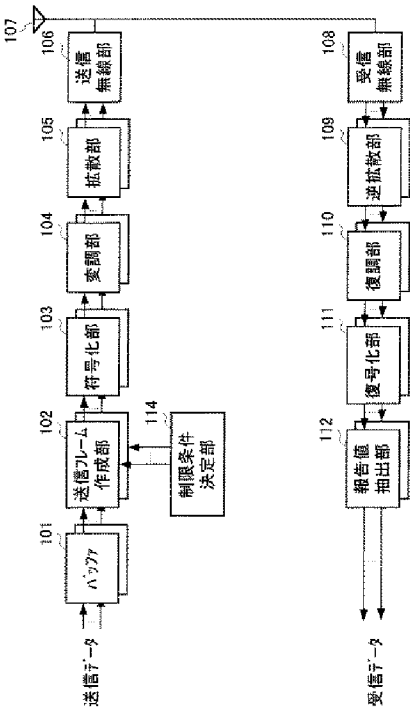 107
106
送信
無線部
105
拡散部
104
変調部
103
符号化部
102
送信フレーム
作成部
101
バッファ
送信データ
114
制限条件
決定部
108
受信
無線部
109
逆拡散部
110
復調部
111
復号化部
112
報告値
抽出部
受信データ